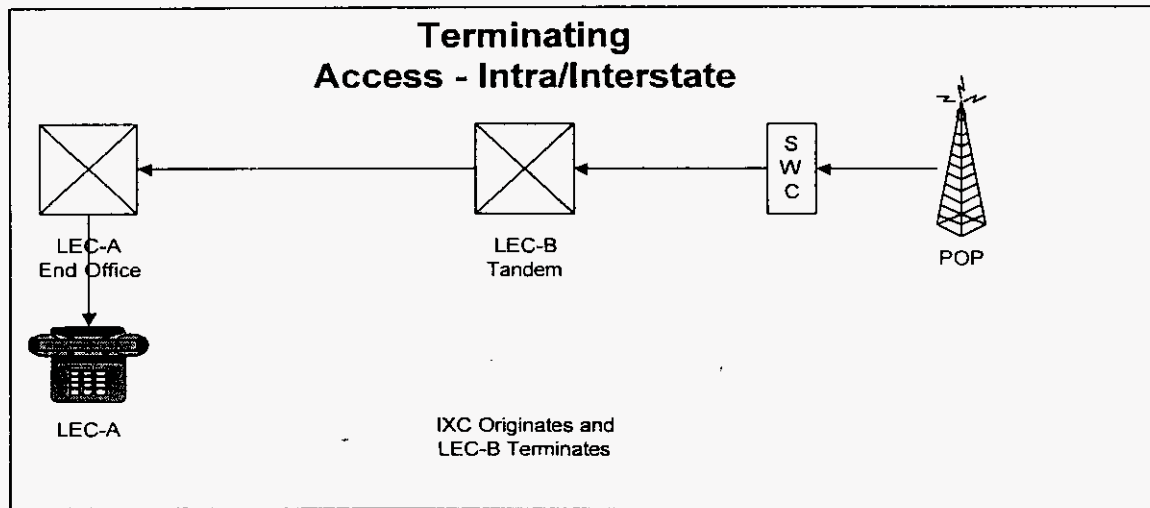 Terminating
Access - Intra/Interstate
S
W
C
LEC-A
End Office
LEC-B
Tandem
POP
LEC-A
IXC Originates and
LEC-B Terminates